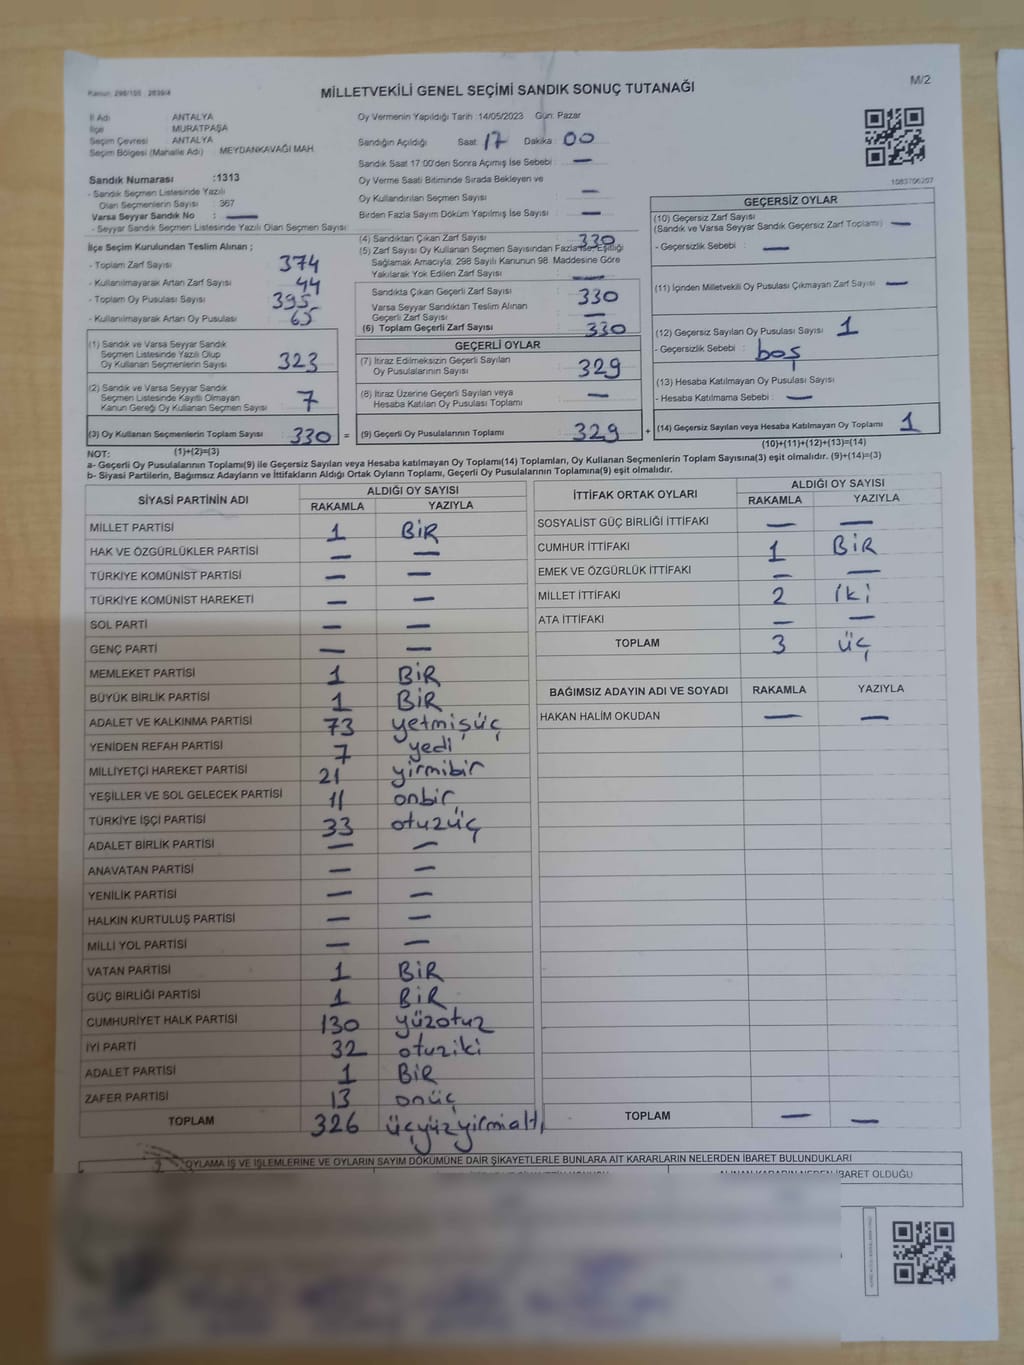 Kanun: 298/105 2839/4
MİLLETVEKİLİ GENEL SEÇİMİ SANDIK SONUÇ TUTANAĞI
M/2
İl Adı ANTALYA
İlçe MURATPAŞA
Seçim Çevresi ANTALYA
Seçim Bölgesi (Mahalle Adı) MEYDANKAVAĞI MAH.
Sandık Numarası :1313
- Sandık Seçmen Listesinde Yazılı
Olan Seçmenlerin Sayısı : 367
Varsa Seyyar Sandık No : —
- Seyyar Sandık Seçmen Listesinde Yazılı Olan Seçmen Sayısı
Oy Vermenin Yapıldığı Tarih :14/05/2023 Gün: Pazar
Sandığın Açıldığı Saat: 17 Dakika : 00
Sandık Saat 17:00'den Sonra Açımış İse Sebebi : —
Oy Verme Saati Bitiminde Sırada Bekleyen ve
Oy Kullandırılan Seçmen Sayısı : —
Birden Fazla Sayım Döküm Yapılmış İse Sayısı : —
1083706207
İlçe Seçim Kurulundan Teslim Alınan ;
- Toplam Zarf Sayısı : 374
- Kullanılmayarak Artan Zarf Sayısı : 44
- Toplam Oy Pusulası Sayısı : 395
- Kullanılmayarak Artan Oy Pusulası : 65
(4) Sandıktan Çıkan Zarf Sayısı : 330
(5) Zarf Sayısı Oy Kullanan Seçmen Sayısından Fazla ise, Eşitliği
Sağlamak Amacıyla, 298 Sayılı Kanunun 98. Maddesine Göre
Yakılarak Yok Edilen Zarf Sayısı : —
Sandıkta Çıkan Geçerli Zarf Sayısı : 330
Varsa Seyyar Sandıktan Teslim Alınan
Geçerli Zarf Sayısı : —
(6) Toplam Geçerli Zarf Sayısı : 330
GEÇERSİZ OYLAR
(10) Geçersiz Zarf Sayısı
(Sandık ve Varsa Seyyar Sandık Geçersiz Zarf Toplamı) —
- Geçersizlik Sebebi : —
(11) İçinden Milletvekili Oy Pusulası Çıkmayan Zarf Sayısı —
(12) Geçersiz Sayılan Oy Pusulası Sayısı 1
- Geçersizlik Sebebi : boş
(13) Hesaba Katılmayan Oy Pusulası Sayısı
- Hesaba Katılmama Sebebi : —
(14) Geçersiz Sayılan veya Hesaba Katılmayan Oy Toplamı 1
(10)+(11)+(12)+(13)=(14)
(1) Sandık ve Varsa Seyyar Sandık
Seçmen Listesinde Yazılı Olup
Oy Kullanan Seçmenlerin Sayısı : 323
(2) Sandık ve Varsa Seyyar Sandık
Seçmen Listesinde Kayıtlı Olmayan
Kanun Gereği Oy Kullanan Seçmen Sayısı : 7
(3) Oy Kullanan Seçmenlerin Toplam Sayısı 330 =
GEÇERLİ OYLAR
(7) İtiraz Edilmeksizin Geçerli Sayılan
Oy Pusulalarının Sayısı : 329
(8) İtiraz Üzerine Geçerli Sayılan veya
Hesaba Katılan Oy Pusulası Toplamı : —
(9) Geçerli Oy Pusulalarının Toplamı : 329 +
NOT: (1)+(2)=(3)
a- Geçerli Oy Pusulaları Toplamı(9) ile Geçersiz Sayılan veya Hesaba katılmayan Oy Toplamı(14) Toplamları, Oy Kullanan Seçmenlerin Toplam Sayısına(3) eşit olmalıdır. (9)+(14)=(3)
b- Siyasi Partilerin, Bağımsız Adayların ve İttifakların Aldığı Ortak Oyların Toplamı, Geçerli Oy Pusulalarının Toplamına(9) eşit olmalıdır.
SİYASİ PARTİNİN ADI ALDIĞI OY SAYISI
RAKAMLA YAZIYLA
MİLLET PARTİSİ 1 BİR
HAK VE ÖZGÜRLÜKLER PARTİSİ — —
TÜRKİYE KOMÜNİST PARTİSİ — —
TÜRKİYE KOMÜNİST HAREKETİ — —
SOL PARTİ — —
GENÇ PARTİ — —
MEMLEKET PARTİSİ 1 BİR
BÜYÜK BİRLİK PARTİSİ 1 BİR
ADALET VE KALKINMA PARTİSİ 73 yetmişüç
YENİDEN REFAH PARTİSİ 7 yedi
MİLLİYETÇİ HAREKET PARTİSİ 21 yirmibir
YEŞİLLER VE SOL GELECEK PARTİSİ 11 onbir
TÜRKİYE İŞÇİ PARTİSİ 33 otuzüç
ADALET BİRLİK PARTİSİ — —
ANAVATAN PARTİSİ — —
YENİLİK PARTİSİ — —
HALKIN KURTULUŞ PARTİSİ — —
MİLLİ YOL PARTİSİ — —
VATAN PARTİSİ 1 BİR
GÜÇ BİRLİĞİ PARTİSİ 1 BİR
CUMHURİYET HALK PARTİSİ 130 yüzotuz
İYİ PARTİ 32 otuziki
ADALET PARTİSİ 1 BİR
ZAFER PARTİSİ 13 onüç
TOPLAM 326 üçyüzyirmialtı
İTTİFAK ORTAK OYLARI ALDIĞI OY SAYISI
RAKAMLA YAZIYLA
SOSYALİST GÜÇ BİRLİĞİ İTTİFAKI — —
CUMHUR İTTİFAKI 1 BİR
EMEK VE ÖZGÜRLÜK İTTİFAKI — —
MİLLET İTTİFAKI 2 iki
ATA İTTİFAKI — —
TOPLAM 3 üç
BAĞIMSIZ ADAYIN ADI VE SOYADI RAKAMLA YAZIYLA
HAKAN HALİM OKUDAN — —
TOPLAM — —
OYLAMA İŞ VE İŞLEMLERİNE VE OYLARIN SAYIM DÖKÜMÜNE DAİR ŞİKAYETLERLE BUNLARA AİT KARARLARIN NELERDEN İBARET BULUNDUKLARI
ALINAN KARARIN NEDEN İBARET OLDUĞU